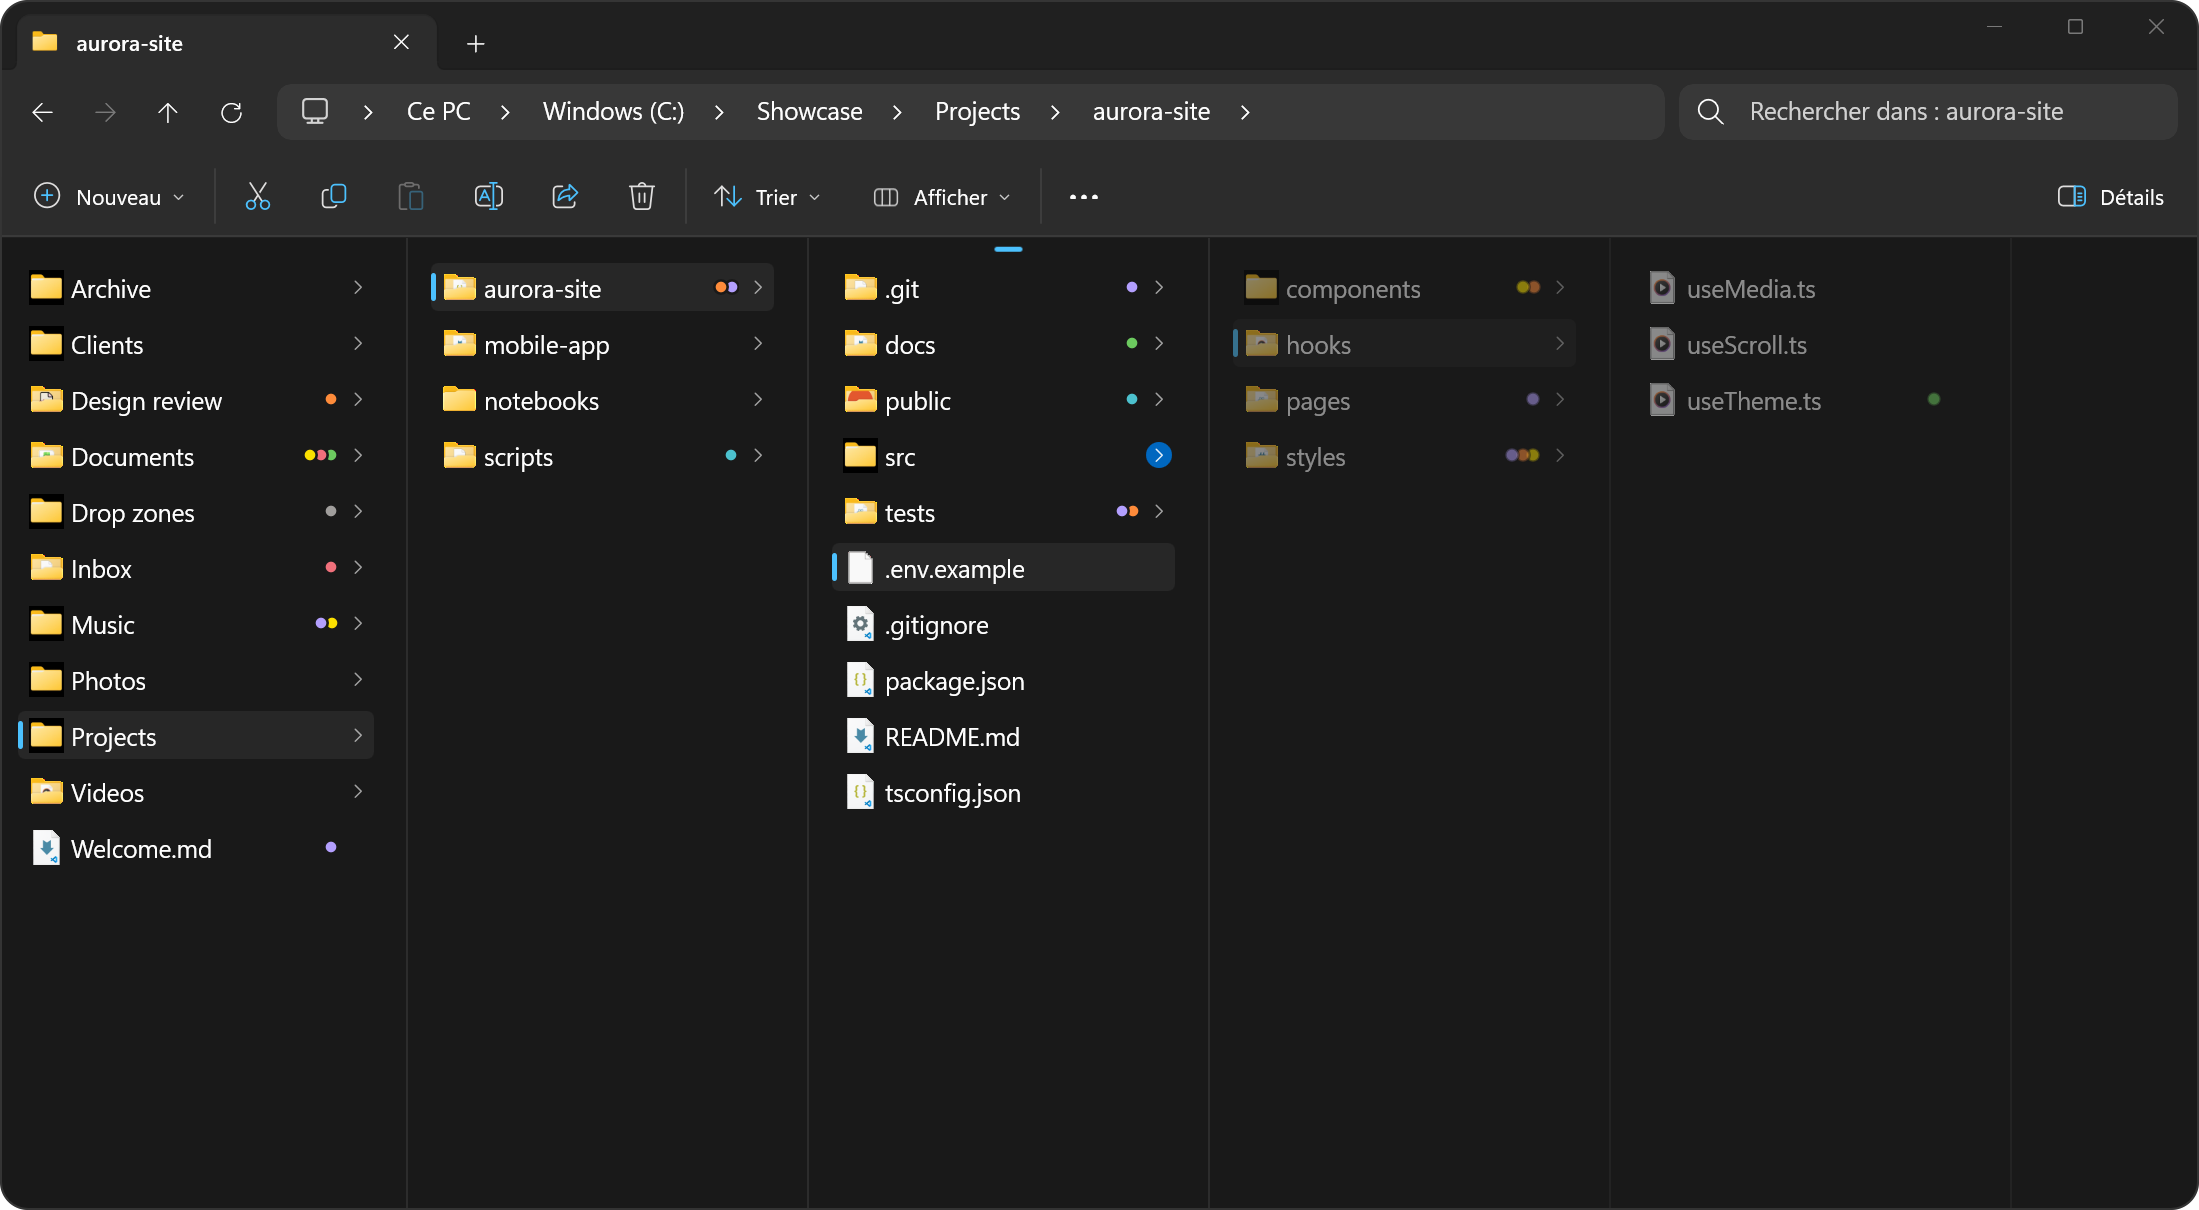 aurora-site
Ce PC
Windows (C:)
Showcase
Projects
aurora-site
Rechercher dans : aurora-site
Nouveau
Trier
Afficher
Détails
Archive
Clients
Design review
Documents
Drop zones
Inbox
Music
Photos
Projects
Videos
Welcome.md
aurora-site
mobile-app
notebooks
scripts
.git
docs
public
src
tests
.env.example
.gitignore
package.json
README.md
tsconfig.json
components
hooks
pages
styles
useMedia.ts
useScroll.ts
useTheme.ts